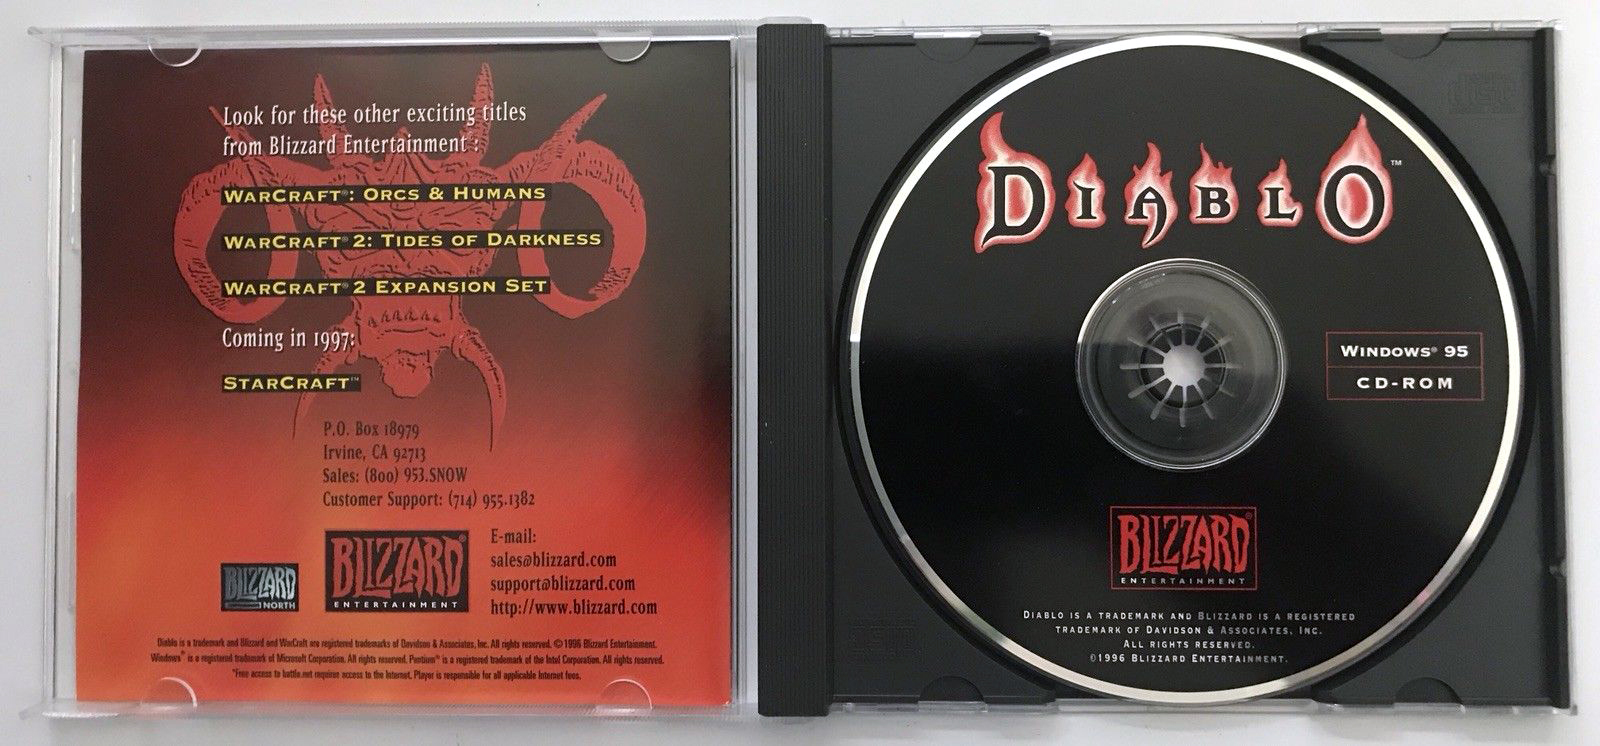 Look for these other exciting titles
from Blizzard Entertainment :
WarCraft®: Orcs & Humans
WarCraft® 2: Tides of Darkness
WarCraft® 2 Expansion Set
Coming in 1997:
StarCraft™
P.O. Box 18979
Irvine, CA 92713
Sales: (800) 953.SNOW
Customer Support: (714) 955.1382
E-mail:
sales@blizzard.com
support@blizzard.com
http://www.blizzard.com
BLIZZARD®
ENTERTAINMENT
BLIZZARD
NORTH
Diablo is a trademark and Blizzard and WarCraft are registered trademarks of Davidson & Associates, Inc. All rights reserved. ©1996 Blizzard Entertainment.
Windows® is a registered trademark of Microsoft Corporation. All rights reserved. Pentium® is a registered trademark of the Intel Corporation. All rights reserved.
*Free access to battle.net requires access to the Internet. Player is responsible for all applicable Internet fees.
DIABLO™
Windows® 95
CD-ROM
BLIZZARD®
ENTERTAINMENT
Diablo is a trademark and Blizzard is a registered
trademark of Davidson & Associates, Inc.
All rights reserved.
©1996 Blizzard Entertainment.